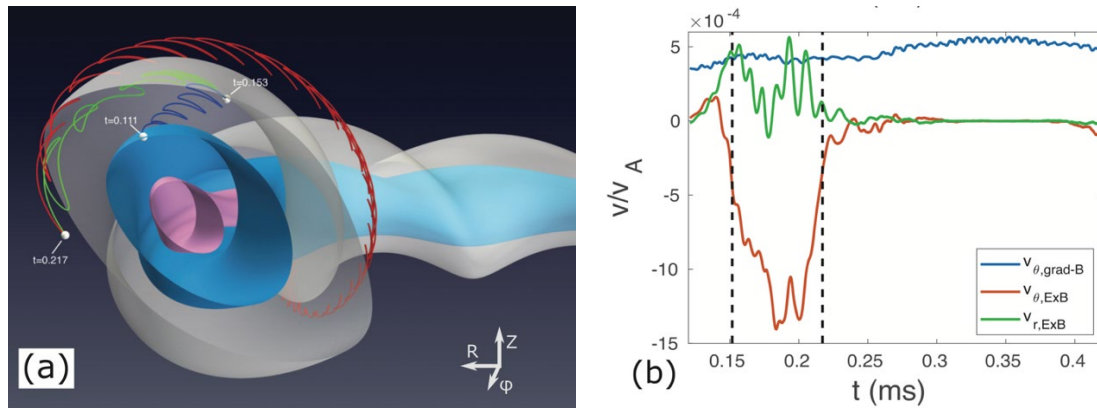 t=0.153
t=0.111
t=0.217
(a)
Z
R
φ
×10⁻⁴
5
0
-5
-10
-15
v/v_A
0.15
0.2
0.25
0.3
0.35
0.4
t (ms)
v_θ,grad-B
v_θ,ExB
v_r,ExB
(b)